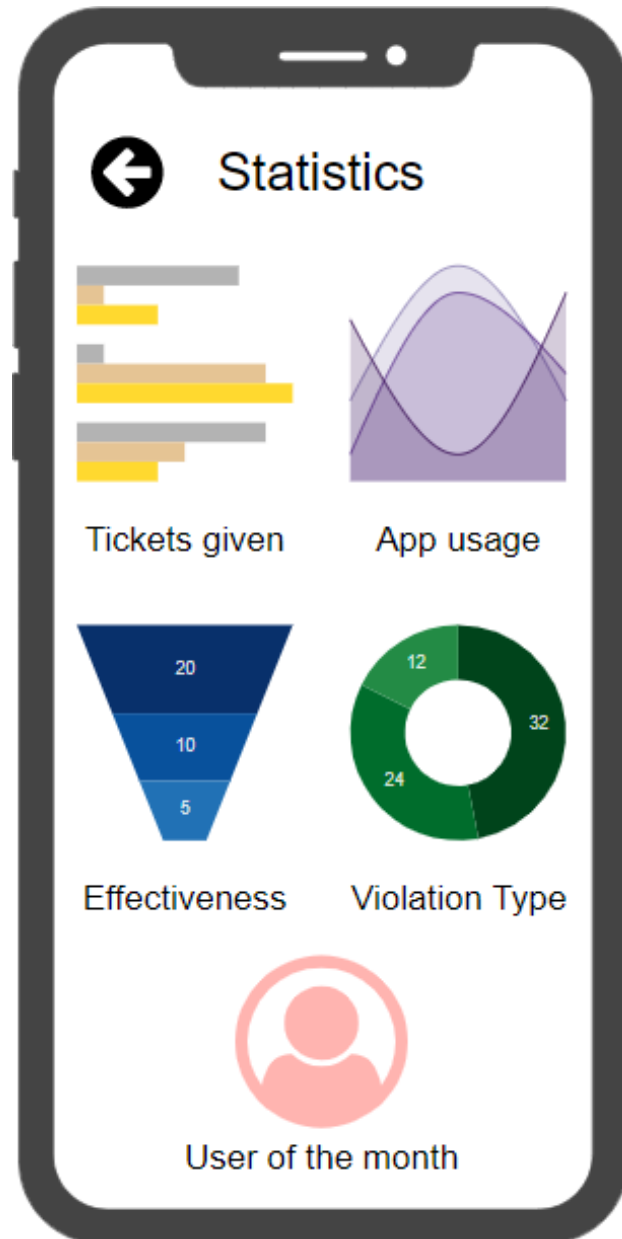 Statistics
Tickets given
App usage
20
10
5
12
32
24
Effectiveness
Violation Type
User of the month